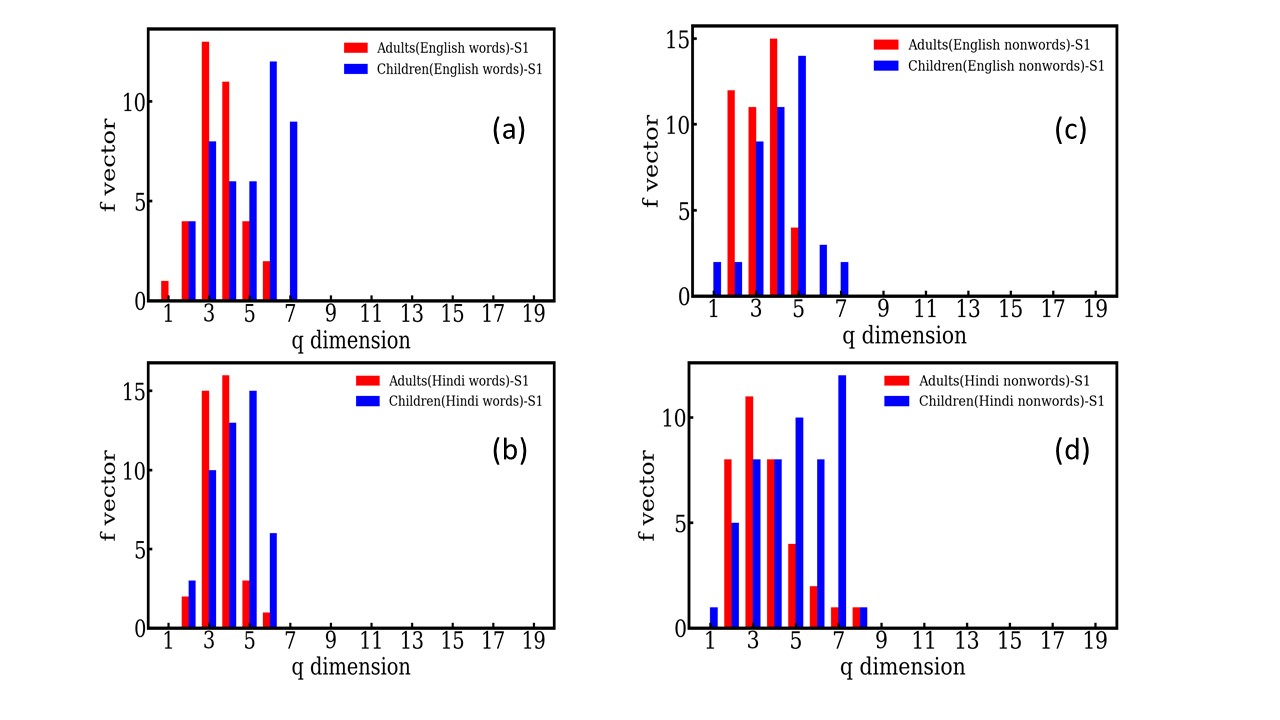 Adults(English words)-S1
Children(English words)-S1
(a)
10
5
0
f vector
1 3 5 7 9 11 13 15 17 19
q dimension
Adults(English nonwords)-S1
Children(English nonwords)-S1
(c)
15
10
5
0
f vector
1 3 5 7 9 11 13 15 17 19
q dimension
Adults(Hindi words)-S1
Children(Hindi words)-S1
(b)
15
10
5
0
f vector
1 3 5 7 9 11 13 15 17 19
q dimension
Adults(Hindi nonwords)-S1
Children(Hindi nonwords)-S1
(d)
10
5
0
f vector
1 3 5 7 9 11 13 15 17 19
q dimension